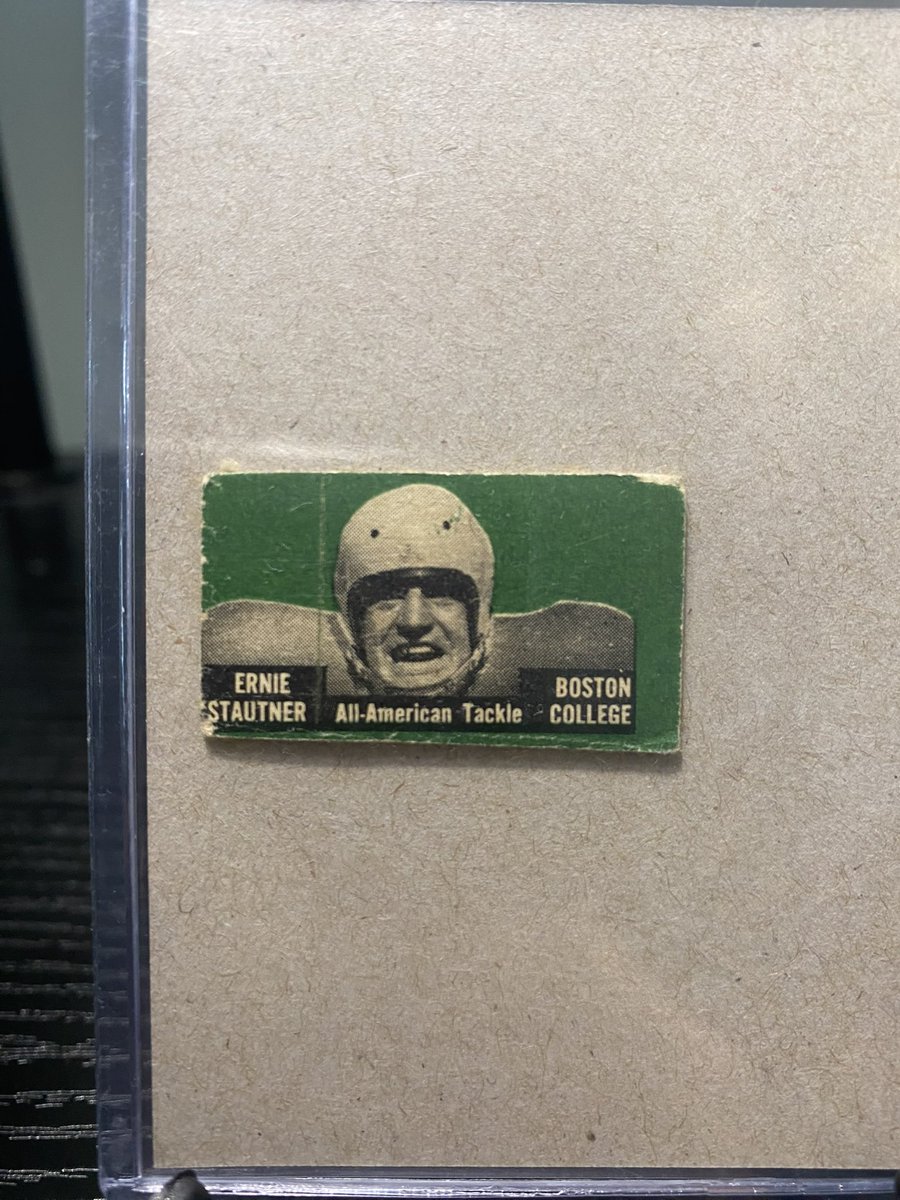 ERNIE
STAUTNER
All-American Tackle
BOSTON
COLLEGE